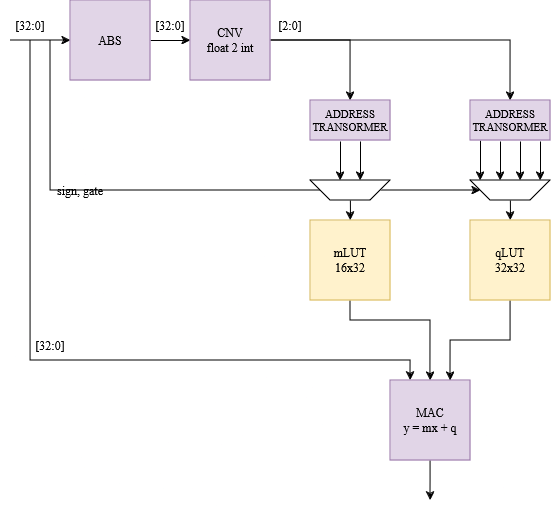 [32:0]
ABS
[32:0]
CNV
float 2 int
[2:0]
ADDRESS
TRANSORMER
ADDRESS
TRANSORMER
sign, gate
mLUT
16x32
qLUT
32x32
[32:0]
MAC
y = mx + q